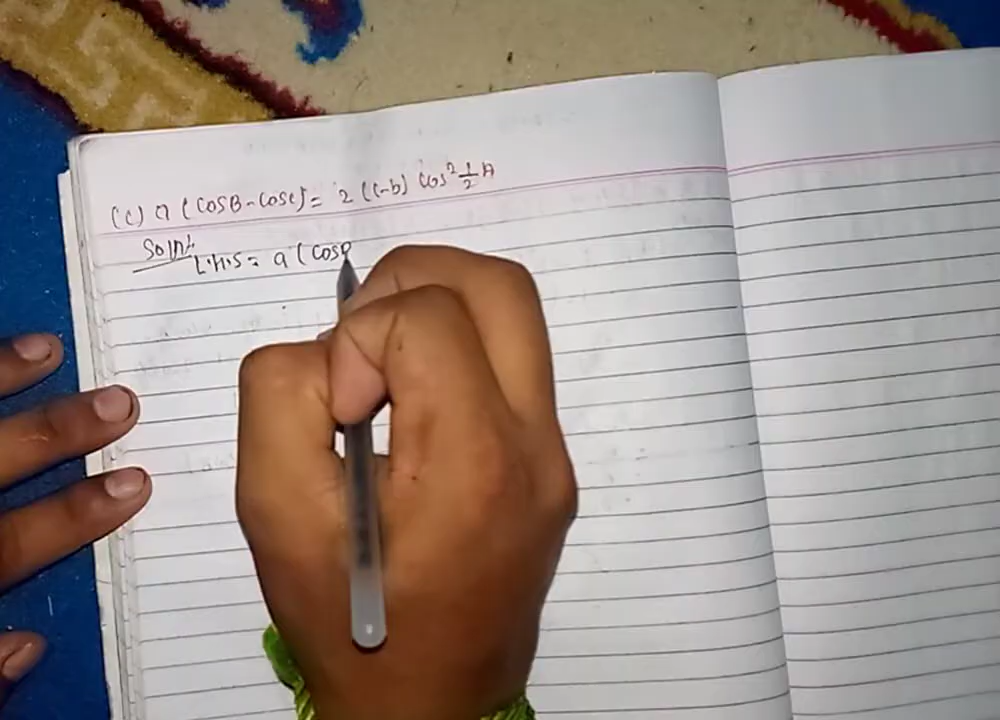 (c) a (cosB - cosc) = 2 (c-b) cos² 1/2 A
Soln:
L.H.S = a (cosB